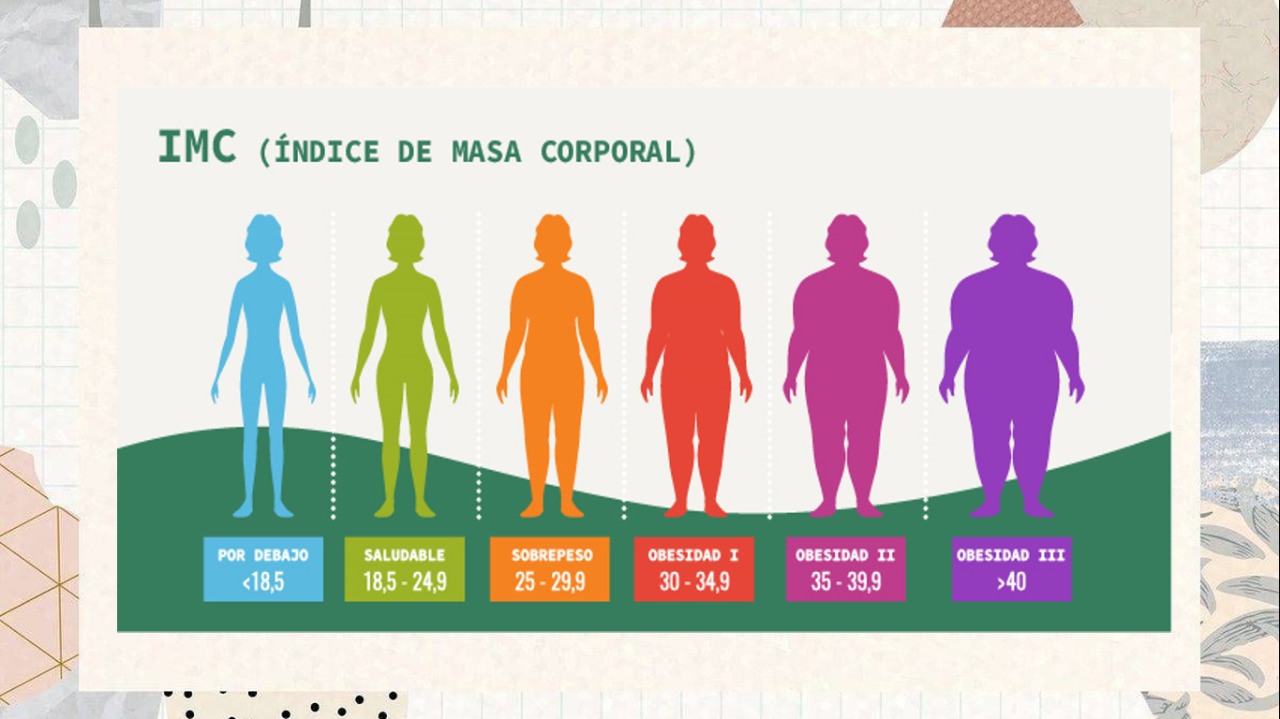 IMC (ÍNDICE DE MASA CORPORAL)
POR DEBAJO
<18,5
SALUDABLE
18,5 - 24,9
SOBREPESO
25 - 29,9
OBESIDAD I
30 - 34,9
OBESIDAD II
35 - 39,9
OBESIDAD III
>40